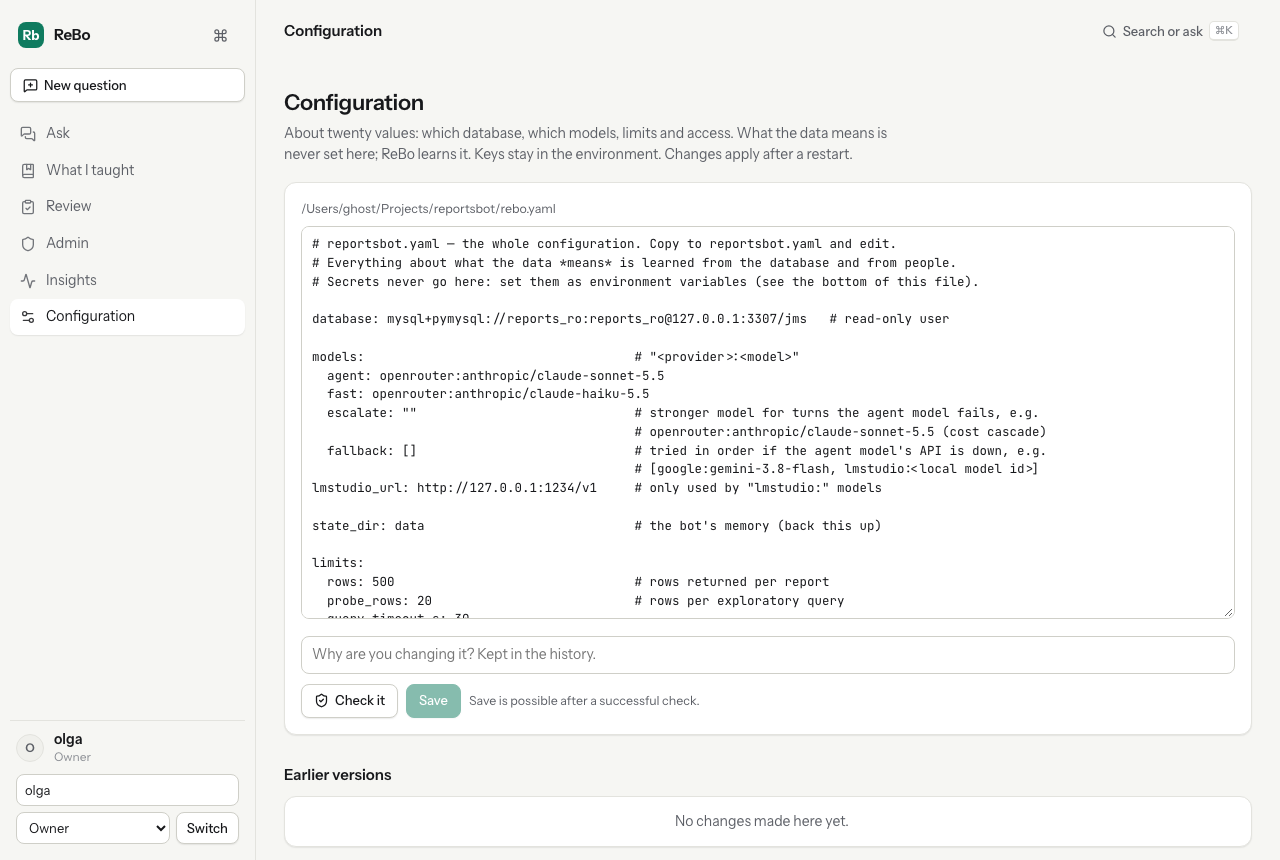 Rb ReBo ⌘
New question
Ask
What I taught
Review
Admin
Insights
Configuration
olga
O
Owner
olga
Owner
Switch
Configuration
Search or ask ⌘K
Configuration
About twenty values: which database, which models, limits and access. What the data means is
never set here; ReBo learns it. Keys stay in the environment. Changes apply after a restart.
/Users/ghost/Projects/reportsbot/rebo.yaml
# reportsbot.yaml — the whole configuration. Copy to reportsbot.yaml and edit.
# Everything about what the data *means* is learned from the database and from people.
# Secrets never go here: set them as environment variables (see the bottom of this file).
database: mysql+pymysql://reports_ro:reports_ro@127.0.0.1:3307/jms   # read-only user
models:                                    # "<provider>:<model>"
  agent: openrouter:anthropic/claude-sonnet-5.5
  fast: openrouter:anthropic/claude-haiku-5.5
  escalate: ""                             # stronger model for turns the agent model fails, e.g.
                                           # openrouter:anthropic/claude-sonnet-5.5 (cost cascade)
  fallback: []                             # tried in order if the agent model's API is down, e.g.
                                           # [google:gemini-3.8-flash, lmstudio:<local model id>]
lmstudio_url: http://127.0.0.1:1234/v1     # only used by "lmstudio:" models
state_dir: data                            # the bot's memory (back this up)
limits:
  rows: 500                                # rows returned per report
  probe_rows: 20                           # rows per exploratory query
  query_timeout_s: 30
Why are you changing it? Kept in the history.
Check it
Save
Save is possible after a successful check.
Earlier versions
No changes made here yet.